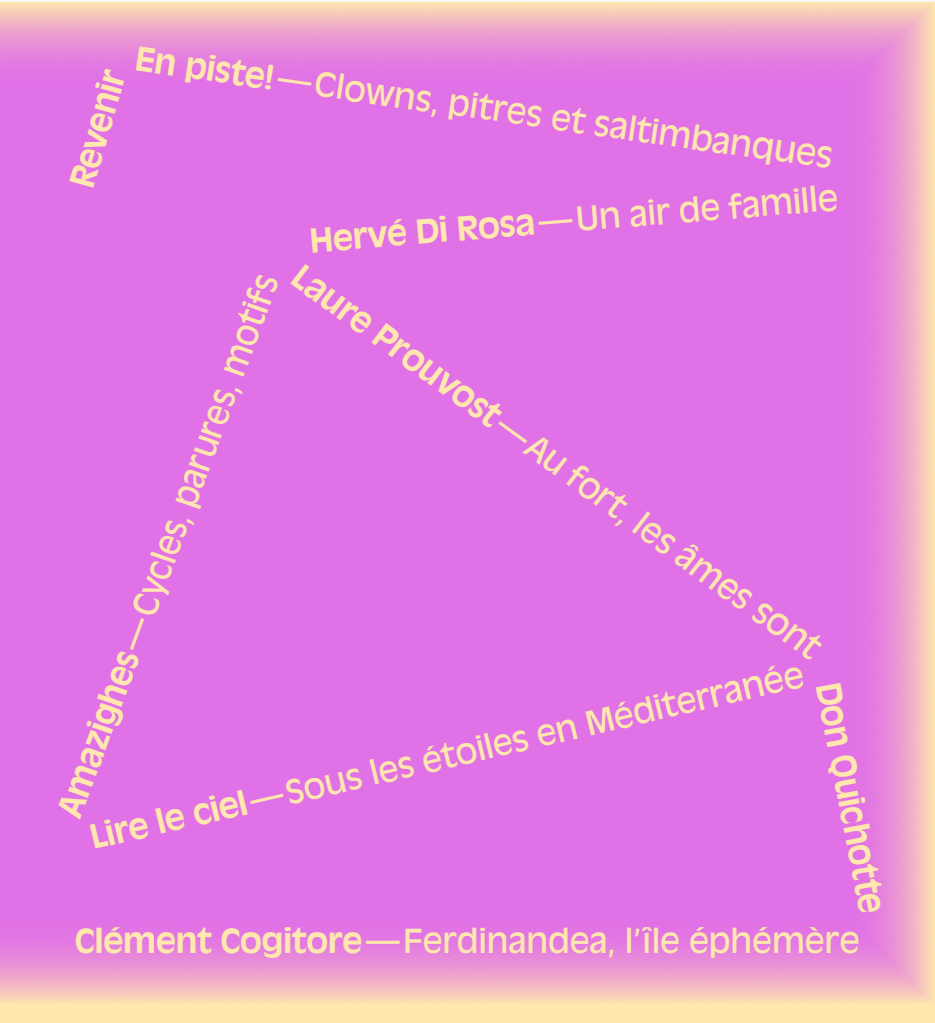 Revenir
En piste!—Clowns, pitres et saltimbanques
Hervé Di Rosa—Un air de famille
Laure Prouvost—Au fort, les âmes sont
Amazighes—Cycles, parures, motifs
Lire le ciel—Sous les étoiles en Méditerranée
Don Quichotte
Clément Cogitore—Ferdinandea, l’île éphémère